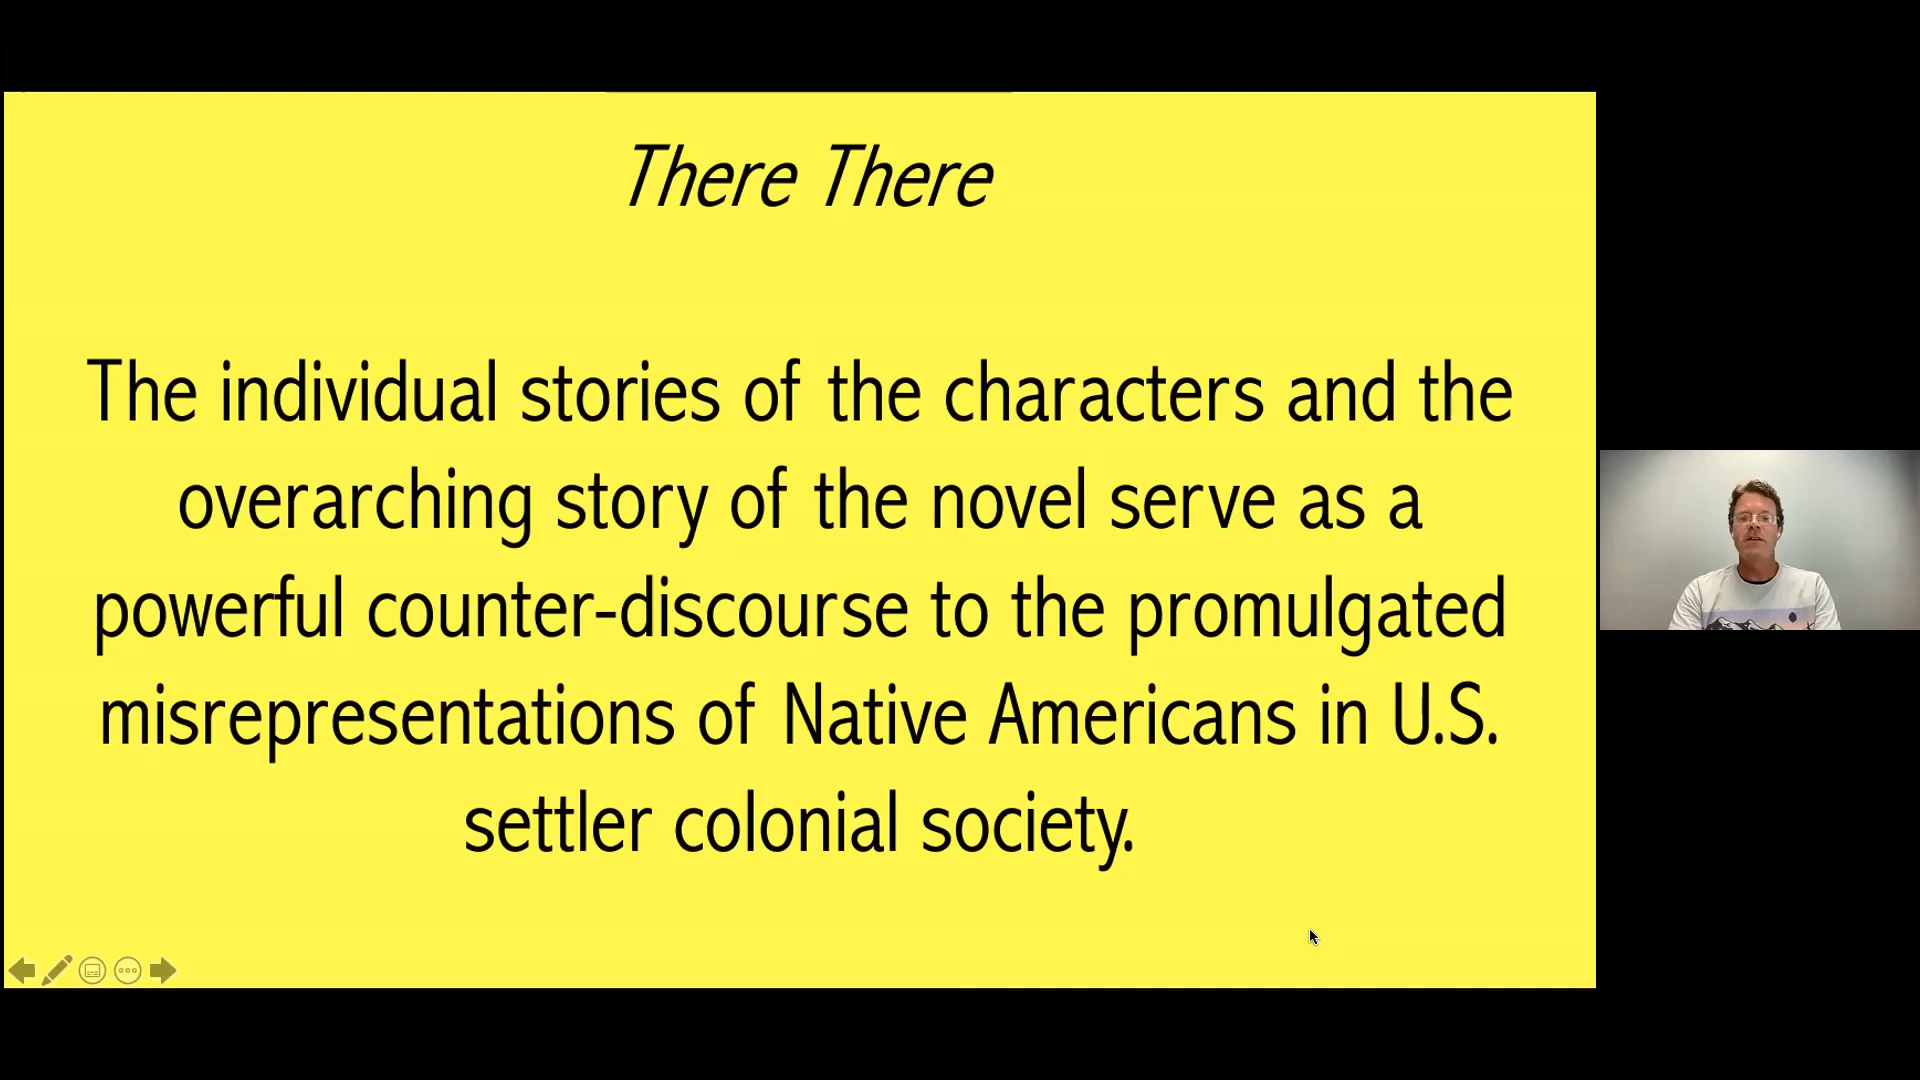 There There
The individual stories of the characters and the
overarching story of the novel serve as a
powerful counter-discourse to the promulgated
misrepresentations of Native Americans in U.S.
settler colonial society.